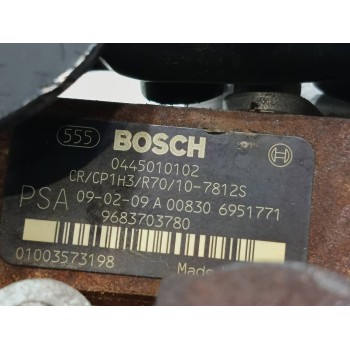 555 BOSCH
0445010102
CR/CP1H3/R70/10-7812S
PSA 09-02-09 A 00830 6951771
9683703780
01003573198 Made